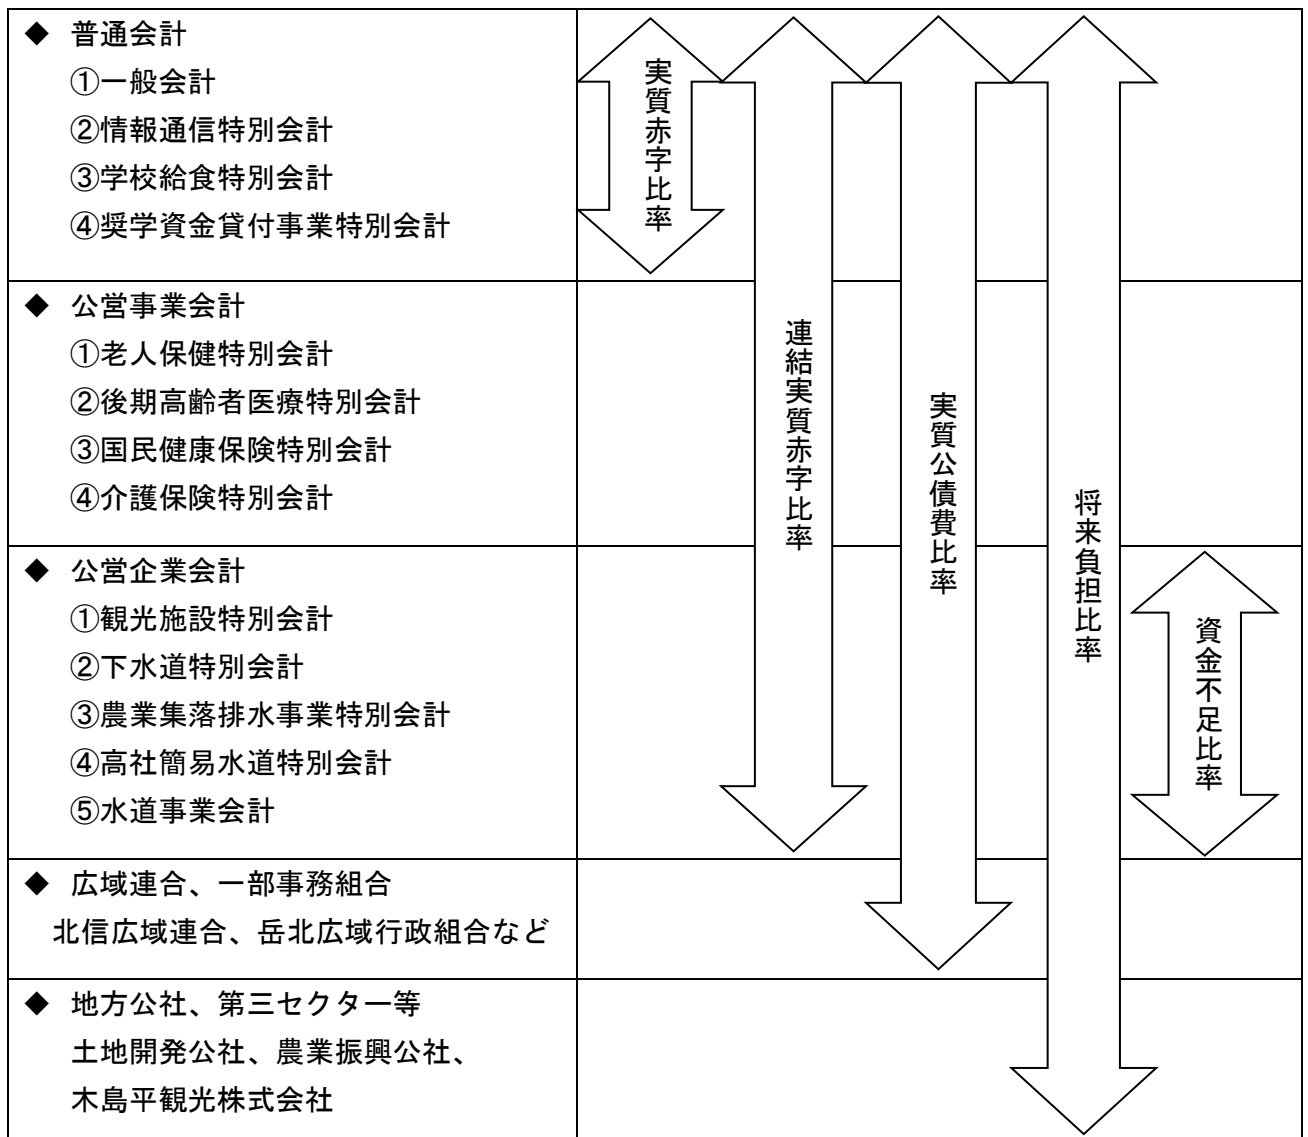 ◆ 普通会計
①一般会計
②情報通信特別会計
③学校給食特別会計
④奨学資金貸付事業特別会計
◆ 公営事業会計
①老人保健特別会計
②後期高齢者医療特別会計
③国民健康保険特別会計
④介護保険特別会計
◆ 公営企業会計
①観光施設特別会計
②下水道特別会計
③農業集落排水事業特別会計
④高社簡易水道特別会計
⑤水道事業会計
◆ 広域連合、一部事務組合
北信広域連合、岳北広域行政組合など
◆ 地方公社、第三セクター等
土地開発公社、農業振興公社、
木島平観光株式会社
実質赤字比率
連結実質赤字比率
実質公債費比率
将来負担比率
資金不足比率